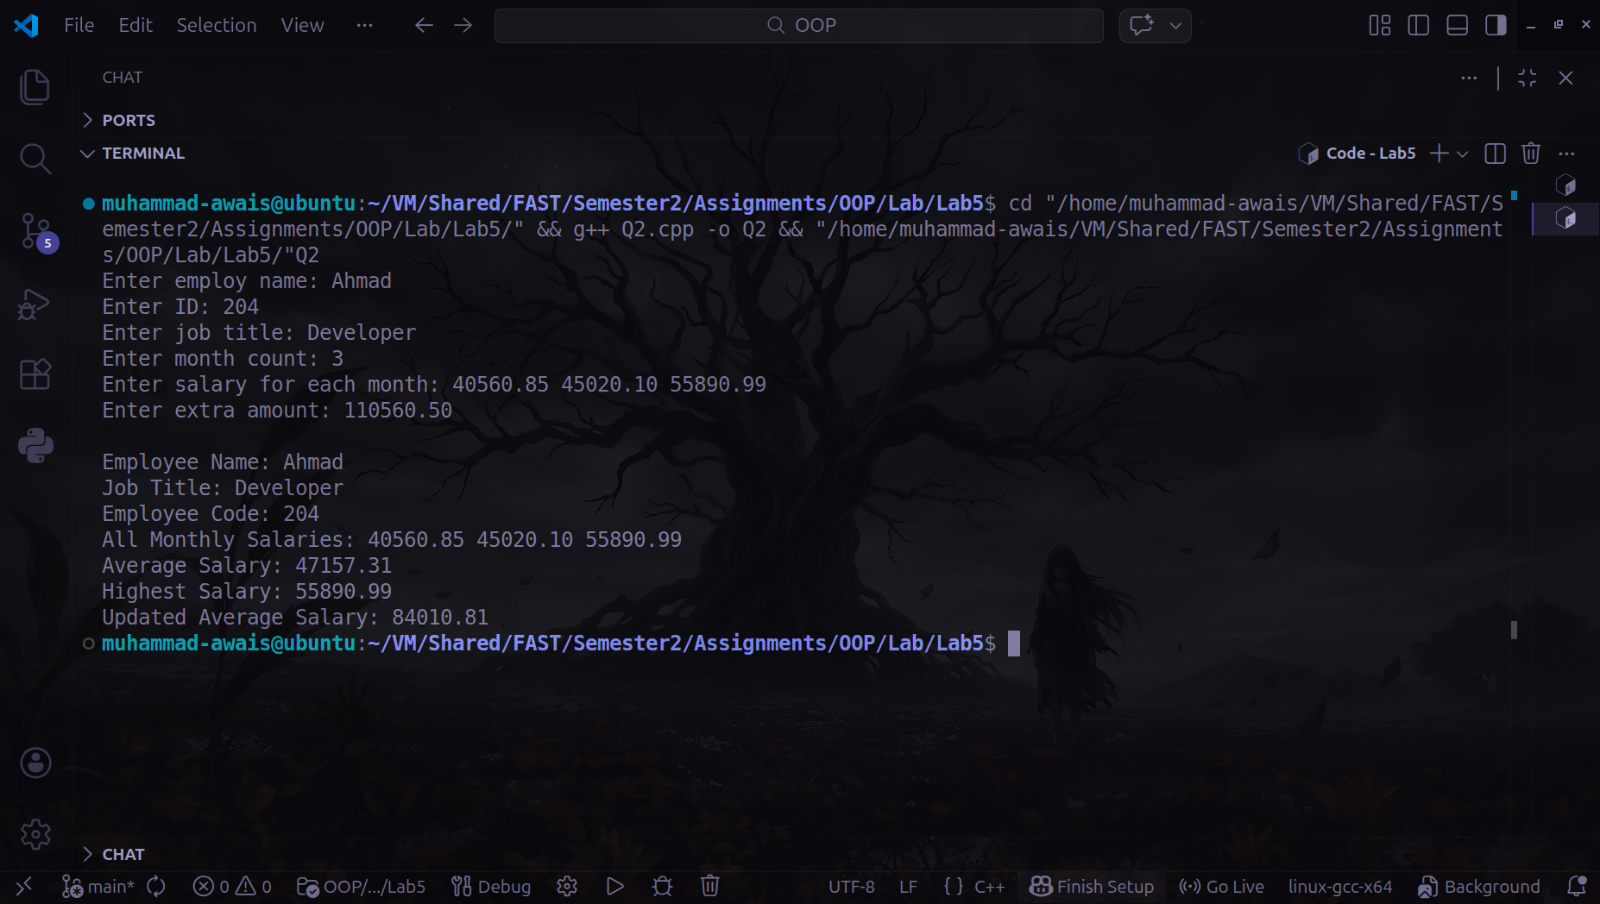 File Edit Selection View ... OOP
CHAT
PORTS
TERMINAL
Code - Lab5
muhammad-awais@ubuntu:~/VM/Shared/FAST/Semester2/Assignments/OOP/Lab/Lab5$ cd "/home/muhammad-awais/VM/Shared/FAST/S
emester2/Assignments/OOP/Lab/Lab5/" && g++ Q2.cpp -o Q2 && "/home/muhammad-awais/VM/Shared/FAST/Semester2/Assignment
s/OOP/Lab/Lab5/"Q2
Enter employ name: Ahmad
Enter ID: 204
Enter job title: Developer
Enter month count: 3
Enter salary for each month: 40560.85 45020.10 55890.99
Enter extra amount: 110560.50
Employee Name: Ahmad
Job Title: Developer
Employee Code: 204
All Monthly Salaries: 40560.85 45020.10 55890.99
Average Salary: 47157.31
Highest Salary: 55890.99
Updated Average Salary: 84010.81
muhammad-awais@ubuntu:~/VM/Shared/FAST/Semester2/Assignments/OOP/Lab/Lab5$
5
CHAT
main* 0 0 OOP/.../Lab5 Debug UTF-8 LF { } C++ Finish Setup Go Live linux-gcc-x64 Background